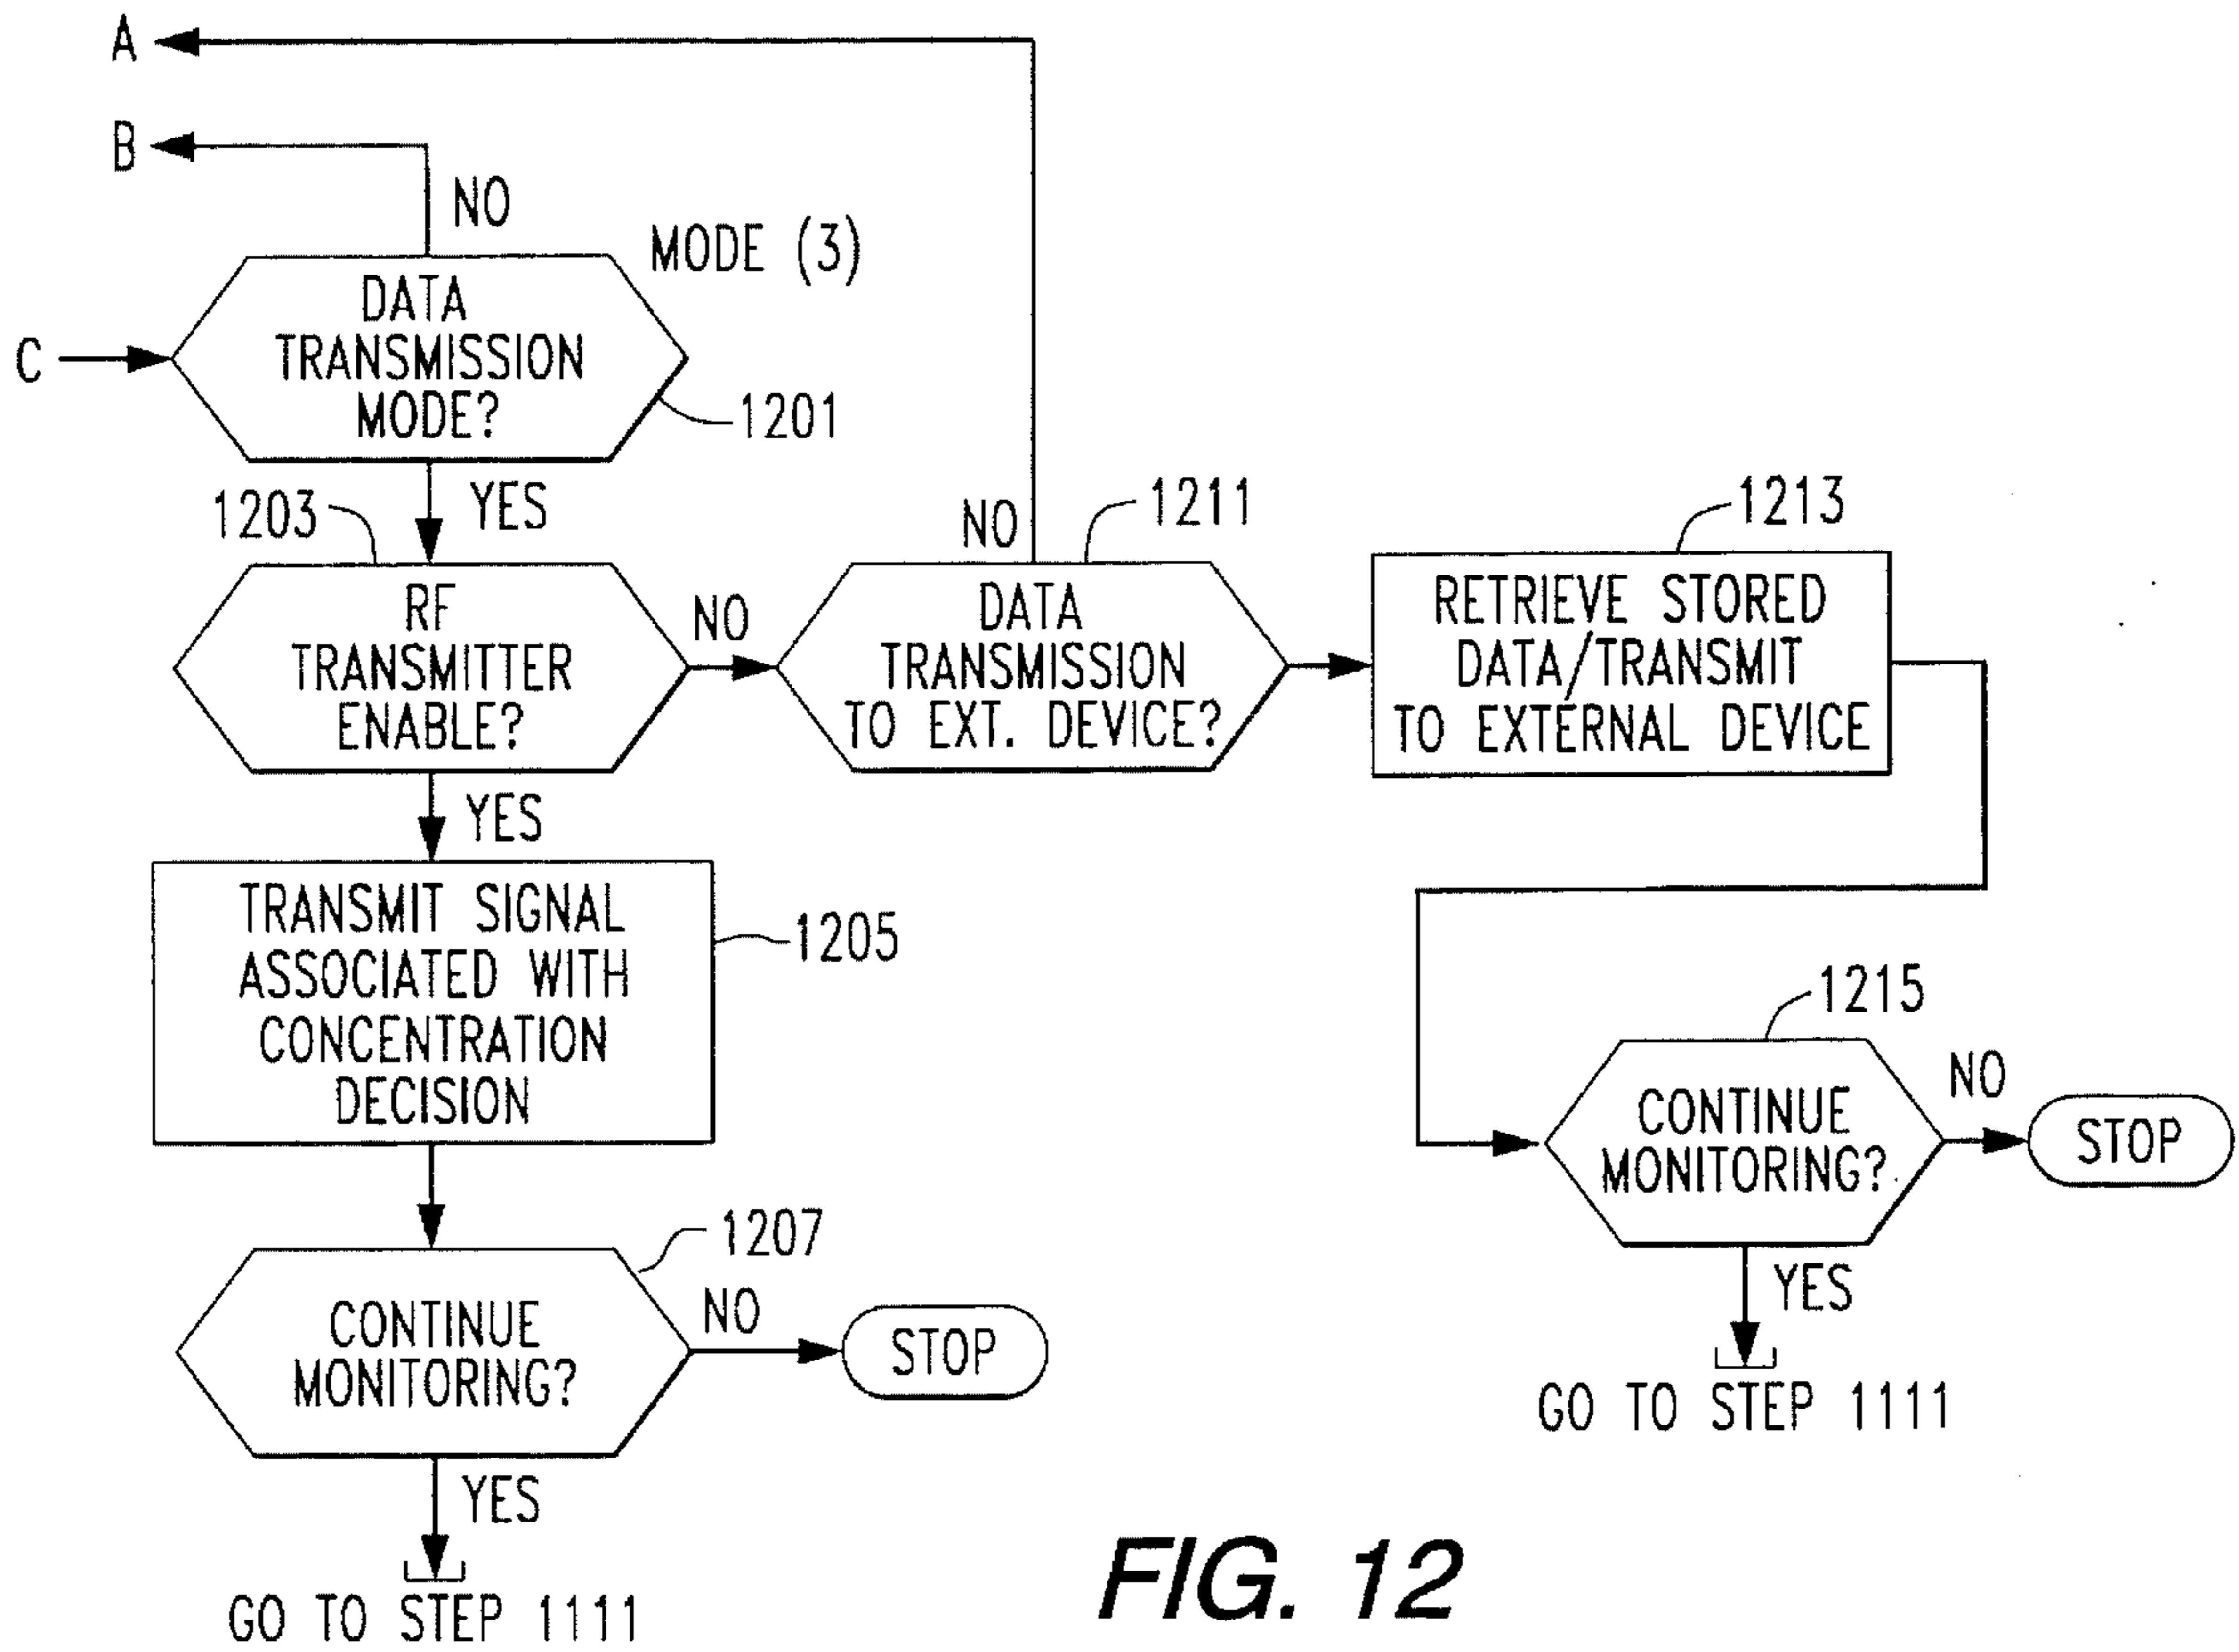 A
B
NO
MODE (3)
DATA
TRANSMISSION
MODE?
C
1201
YES
1203
RF
TRANSMITTER
ENABLE?
NO
NO
1211
DATA
TRANSMISSION
TO EXT. DEVICE?
1213
RETRIEVE STORED
DATA/TRANSMIT
TO EXTERNAL DEVICE
YES
TRANSMIT SIGNAL
ASSOCIATED WITH
CONCENTRATION
DECISION
1205
1215
CONTINUE
MONITORING?
NO
STOP
YES
GO TO STEP 1111
1207
CONTINUE
MONITORING?
NO
STOP
YES
GO TO STEP 1111
FIG. 12